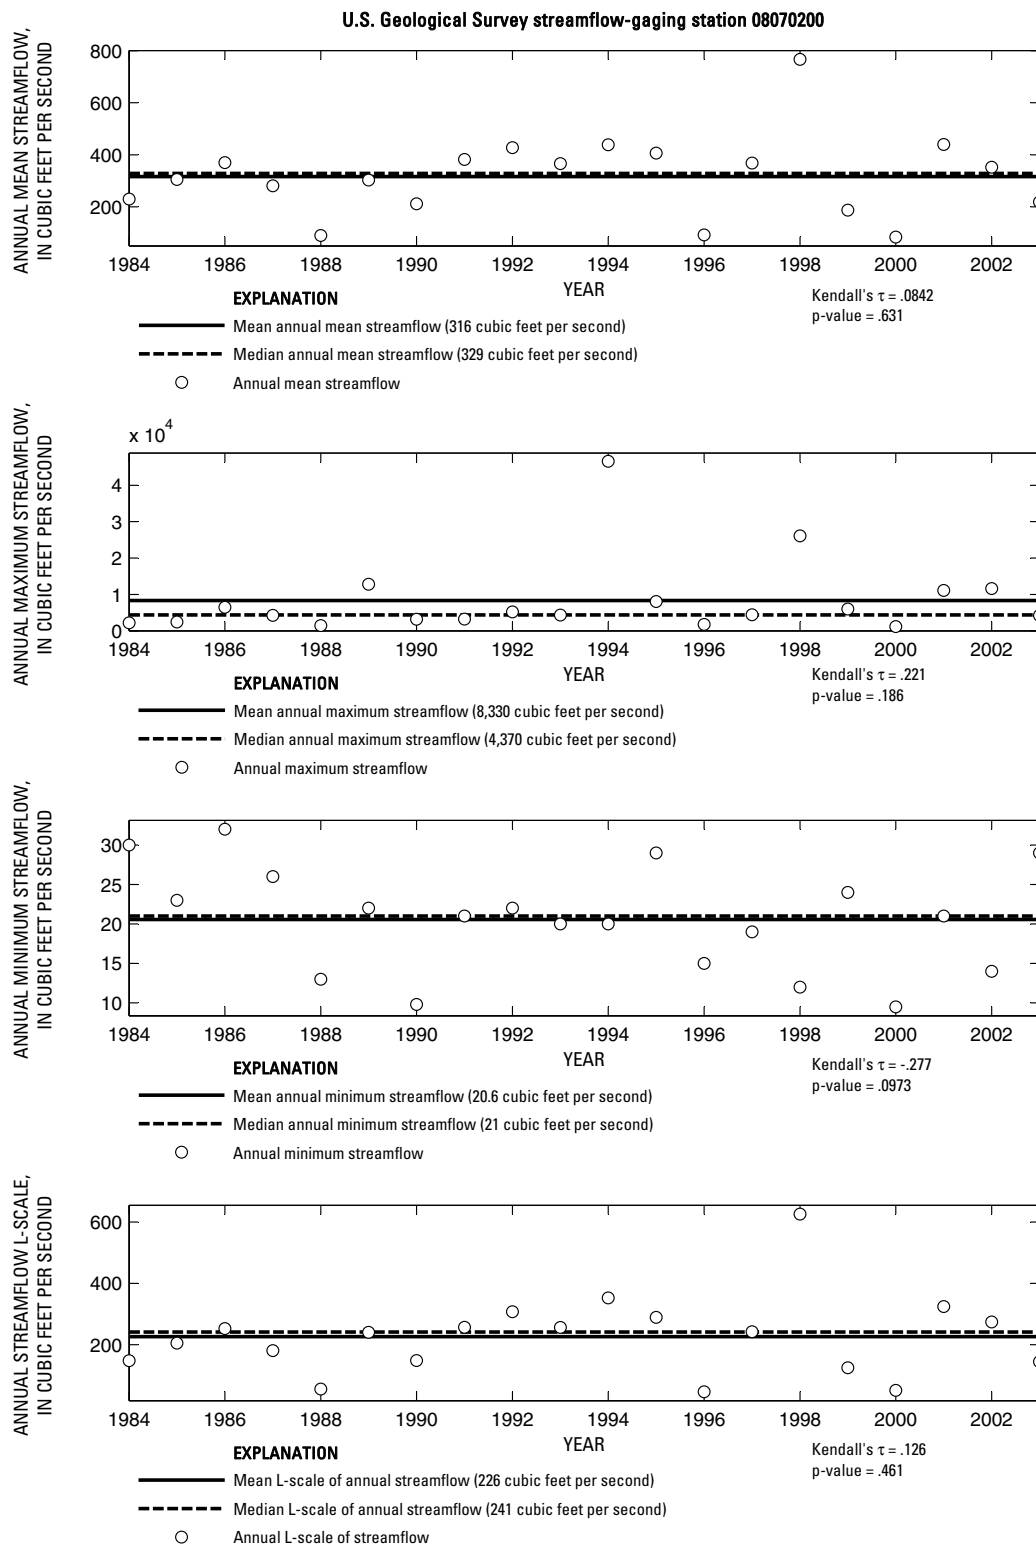 U.S. Geological Survey streamflow-gaging station 08070200
ANNUAL MEAN STREAMFLOW,
IN CUBIC FEET PER SECOND
800
600
400
200
1984 1986 1988 1990 1992 1994 1996 1998 2000 2002
YEAR
EXPLANATION
Mean annual mean streamflow (316 cubic feet per second)
Median annual mean streamflow (329 cubic feet per second)
Annual mean streamflow
Kendall's τ = .0842
p-value = .631
ANNUAL MAXIMUM STREAMFLOW,
IN CUBIC FEET PER SECOND
x 10^4
4
3
2
1
0
1984 1986 1988 1990 1992 1994 1996 1998 2000 2002
YEAR
EXPLANATION
Mean annual maximum streamflow (8,330 cubic feet per second)
Median annual maximum streamflow (4,370 cubic feet per second)
Annual maximum streamflow
Kendall's τ = .221
p-value = .186
ANNUAL MINIMUM STREAMFLOW,
IN CUBIC FEET PER SECOND
30
25
20
15
10
1984 1986 1988 1990 1992 1994 1996 1998 2000 2002
YEAR
EXPLANATION
Mean annual minimum streamflow (20.6 cubic feet per second)
Median annual minimum streamflow (21 cubic feet per second)
Annual minimum streamflow
Kendall's τ = -.277
p-value = .0973
ANNUAL STREAMFLOW L-SCALE,
IN CUBIC FEET PER SECOND
600
400
200
1984 1986 1988 1990 1992 1994 1996 1998 2000 2002
YEAR
EXPLANATION
Mean L-scale of annual streamflow (226 cubic feet per second)
Median L-scale of annual streamflow (241 cubic feet per second)
Annual L-scale of streamflow
Kendall's τ = .126
p-value = .461